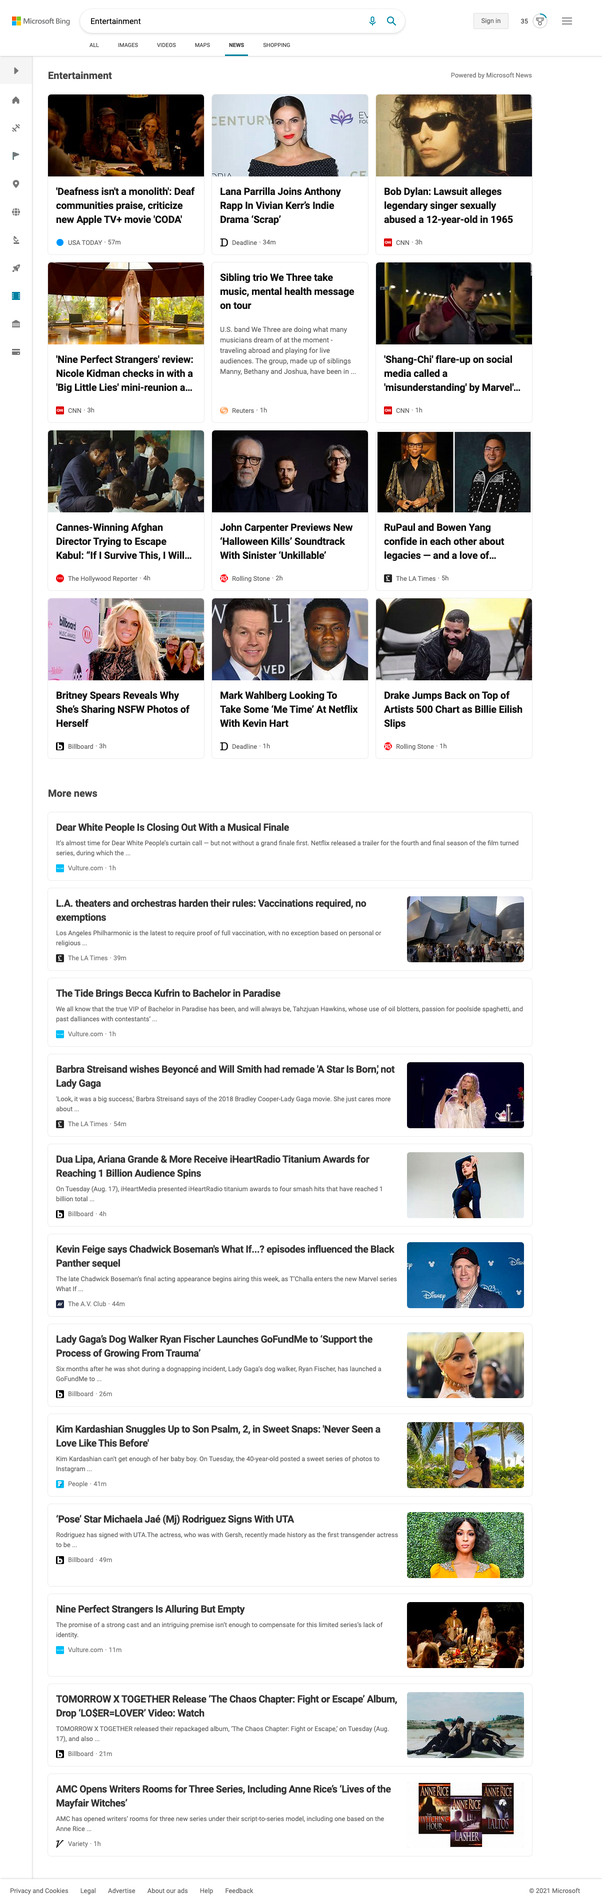 Microsoft Bing
Entertainment
Sign in
35
ALL
IMAGES
VIDEOS
MAPS
NEWS
SHOPPING
Entertainment
Powered by Microsoft News
'Deafness isn't a monolith': Deaf
communities praise, criticize
new Apple TV+ movie 'CODA'
USA TODAY · 57m
CENTURY
Lana Parrilla Joins Anthony
Rapp In Vivian Kerr's Indie
Drama ‘Scrap’
Deadline · 34m
Bob Dylan: Lawsuit alleges
legendary singer sexually
abused a 12-year-old in 1965
CNN · 3h
'Nine Perfect Strangers' review:
Nicole Kidman checks in with a
'Big Little Lies' mini-reunion a...
CNN · 3h
Sibling trio We Three take
music, mental health message
on tour
U.S. band We Three are doing what many
musicians dream of at the moment -
traveling abroad and playing for live
audiences. The group, made up of siblings
Manny, Bethany and Joshua, have been in ...
Reuters · 1h
'Shang-Chi' flare-up on social
media called a
'misunderstanding' by Marvel'...
CNN · 1h
Cannes-Winning Afghan
Director Trying to Escape
Kabul: “If I Survive This, I Will...
The Hollywood Reporter · 4h
John Carpenter Previews New
‘Halloween Kills’ Soundtrack
With Sinister ‘Unkillable’
Rolling Stone · 2h
RuPaul and Bowen Yang
confide in each other about
legacies — and a love of...
The LA Times · 5h
billboard
KIA
Britney Spears Reveals Why
She’s Sharing NSFW Photos of
Herself
Billboard · 3h
Mark Wahlberg Looking To
Take Some ‘Me Time’ At Netflix
With Kevin Hart
Deadline · 1h
Drake Jumps Back on Top of
Artists 500 Chart as Billie Eilish
Slips
Rolling Stone · 1h
More news
Dear White People Is Closing Out With a Musical Finale
It's almost time for Dear White People's curtain call — but not without a grand finale first. Netflix released a trailer for the fourth and final season of the film turned
series, during which the ...
Vulture.com · 1h
L.A. theaters and orchestras harden their rules: Vaccinations required, no
exemptions
Los Angeles Philharmonic is the latest to require proof of full vaccination, with no exception based on personal or
religious ...
The LA Times · 39m
The Tide Brings Becca Kufrin to Bachelor in Paradise
We all know that the true VIP of Bachelor in Paradise has been, and will always be, Tahzjuan Hawkins, whose use of oil blotters, passion for poolside spaghetti, and
past dalliances with contestants' ...
Vulture.com · 1h
Barbra Streisand wishes Beyoncé and Will Smith had remade 'A Star Is Born,' not
Lady Gaga
'Look, it was a big success,' Barbra Streisand says of the 2018 Bradley Cooper-Lady Gaga movie. She just cares more
about ...
The LA Times · 54m
Dua Lipa, Ariana Grande & More Receive iHeartRadio Titanium Awards for
Reaching 1 Billion Audience Spins
On Tuesday (Aug. 17), iHeartMedia presented iHeartRadio titanium awards to four smash hits that have reached 1
billion total ...
Billboard · 4h
Kevin Feige says Chadwick Boseman's What If...? episodes influenced the Black
Panther sequel
The late Chadwick Boseman's final acting appearance begins airing this week, as T'Challa enters the new Marvel series
What If ...
The A.V. Club · 44m
Disney
Lady Gaga’s Dog Walker Ryan Fischer Launches GoFundMe to ‘Support the
Process of Growing From Trauma’
Six months after he was shot during a dognapping incident, Lady Gaga's dog walker, Ryan Fischer, has launched a
GoFundMe to ...
Billboard · 26m
Kim Kardashian Snuggles Up to Son Psalm, 2, in Sweet Snaps: 'Never Seen a
Love Like This Before'
Kim Kardashian can't get enough of her baby boy. On Tuesday, the 40-year-old posted a sweet series of photos to
Instagram ...
People · 41m
‘Pose’ Star Michaela Jaé (Mj) Rodriguez Signs With UTA
Rodriguez has signed with UTA.The actress, who was with Gersh, recently made history as the first transgender actress
to be ...
Billboard · 49m
Nine Perfect Strangers Is Alluring But Empty
The promise of a strong cast and an intriguing premise isn't enough to compensate for this limited series's lack of
identity.
Vulture.com · 11m
TOMORROW X TOGETHER Release ‘The Chaos Chapter: Fight or Escape’ Album,
Drop ‘LO$ER=LOVER’ Video: Watch
TOMORROW X TOGETHER released their repackaged album, 'The Chaos Chapter: Fight or Escape,' on Tuesday (Aug.
17), and also ...
Billboard · 21m
AMC Opens Writers Rooms for Three Series, Including Anne Rice’s ‘Lives of the
Mayfair Witches’
AMC has opened writers' rooms for three new series under their script-to-series model, including one based on the
Anne Rice ...
Variety · 1h
ANNE RICE
LASHER
TALTOS
Privacy and Cookies
Legal
Advertise
About our ads
Help
Feedback
© 2021 Microsoft